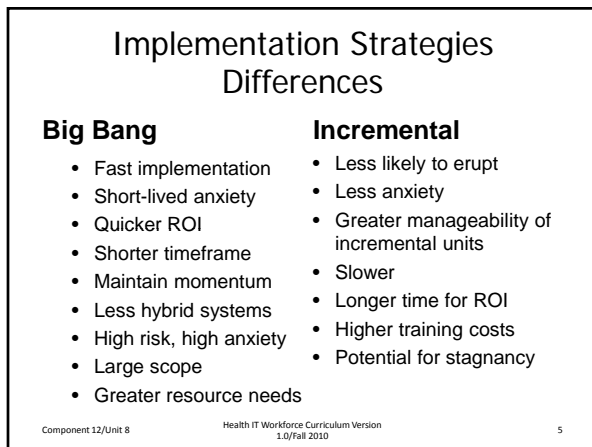 Implementation Strategies
Differences
Big Bang
• Fast implementation
• Short-lived anxiety
• Quicker ROI
• Shorter timeframe
• Maintain momentum
• Less hybrid systems
• High risk, high anxiety
• Large scope
• Greater resource needs
Incremental
• Less likely to erupt
• Less anxiety
• Greater manageability of
incremental units
• Slower
• Longer time for ROI
• Higher training costs
• Potential for stagnancy
Component 12/Unit 8
Health IT Workforce Curriculum Version
1.0/Fall 2010
5